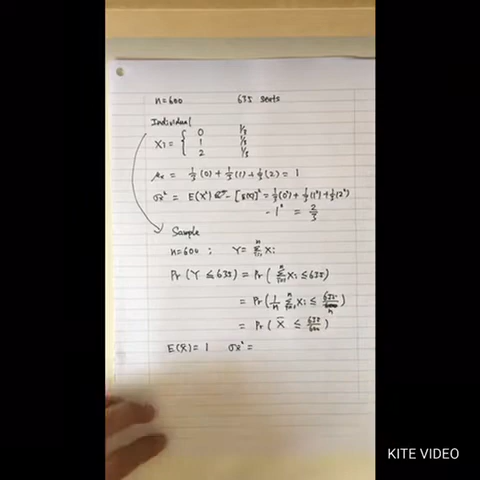 n=600 635 seats
Individual
Xi = { 0 1/3
1 1/3
2 1/3
μx = 1/3(0) + 1/3(1) + 1/3(2) = 1
σx² = E(X²) - [E(X)]² = 1/3(0²) + 1/3(1²) + 1/3(2²)
- 1² = 2/3
Sample
n=600 ; Y = Σ Xi
Pr (Y ≤ 635) = Pr ( Σ Xi ≤ 635)
= Pr ( 1/n Σ Xi ≤ 635/n )
= Pr ( X̄ ≤ 635/600 )
E(X̄) = 1 σx̄² =
KITE VIDEO